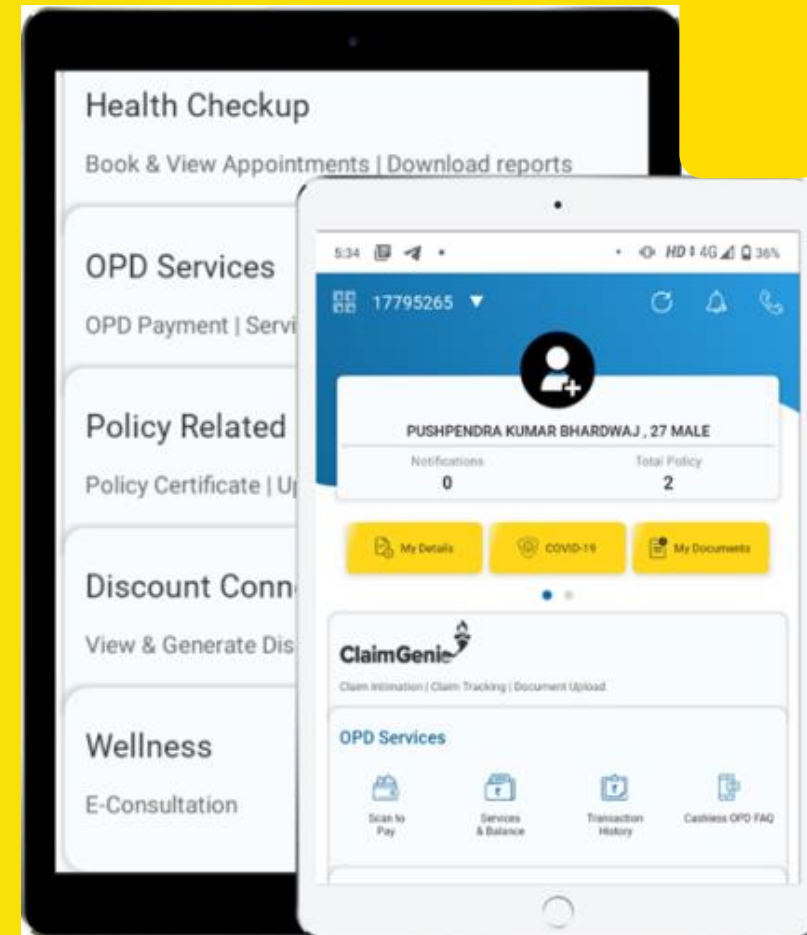 Health Checkup
Book & View Appointments | Download reports
OPD Services
OPD Payment | Servi
Policy Related
Policy Certificate | U
Discount Conn
View & Generate Dis
Wellness
E-Consultation
5:34 HD 4G 36%
17795265
PUSHPENDRA KUMAR BHARDWAJ , 27 MALE
Notifications Total Policy
0 2
My Details COVID-19 My Documents
ClaimGenie
Claim Intimation | Claim Tracking | Document Upload
OPD Services
Scan to Services Transaction Cashless OPD FAQ
Pay & Balance History